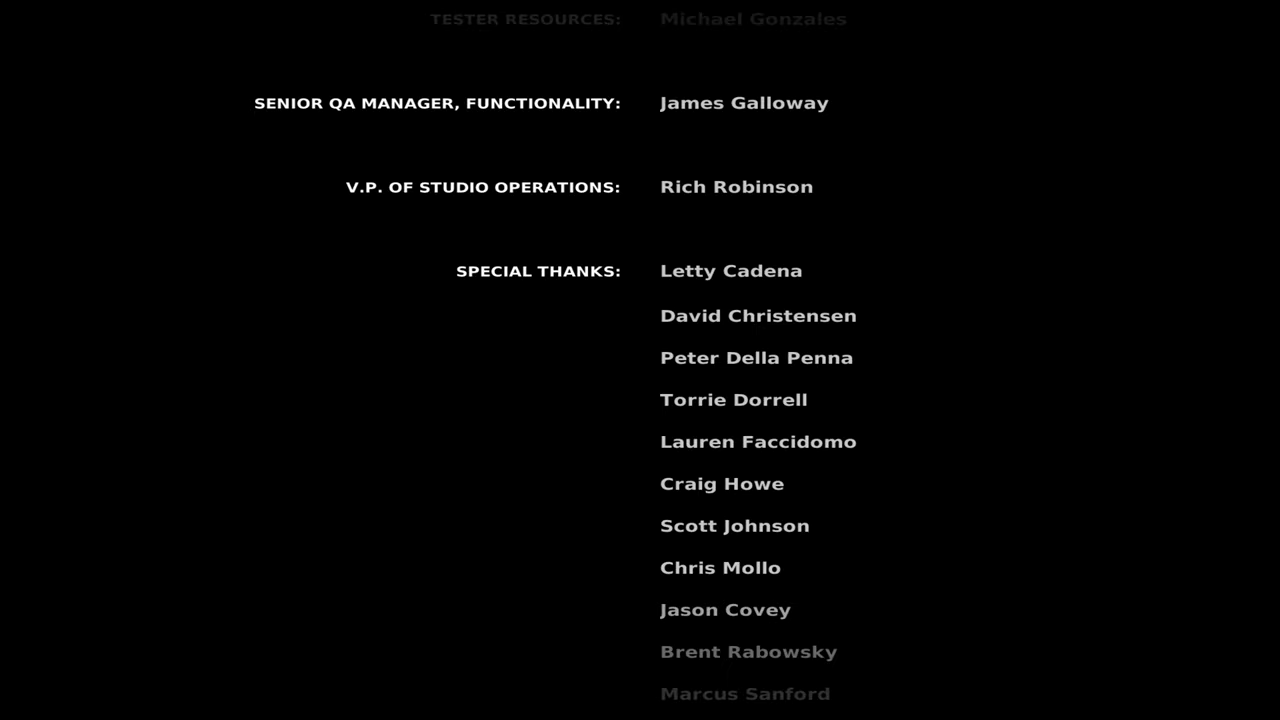 TESTER RESOURCES: Michael Gonzales
SENIOR QA MANAGER, FUNCTIONALITY: James Galloway
V.P. OF STUDIO OPERATIONS: Rich Robinson
SPECIAL THANKS: Letty Cadena
David Christensen
Peter Della Penna
Torrie Dorrell
Lauren Faccidomo
Craig Howe
Scott Johnson
Chris Mollo
Jason Covey
Brent Rabowsky
Marcus Sanford